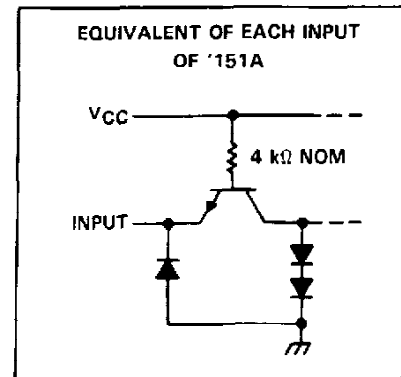 EQUIVALENT OF EACH INPUT
OF '151A
VCC
4 kΩ NOM
INPUT